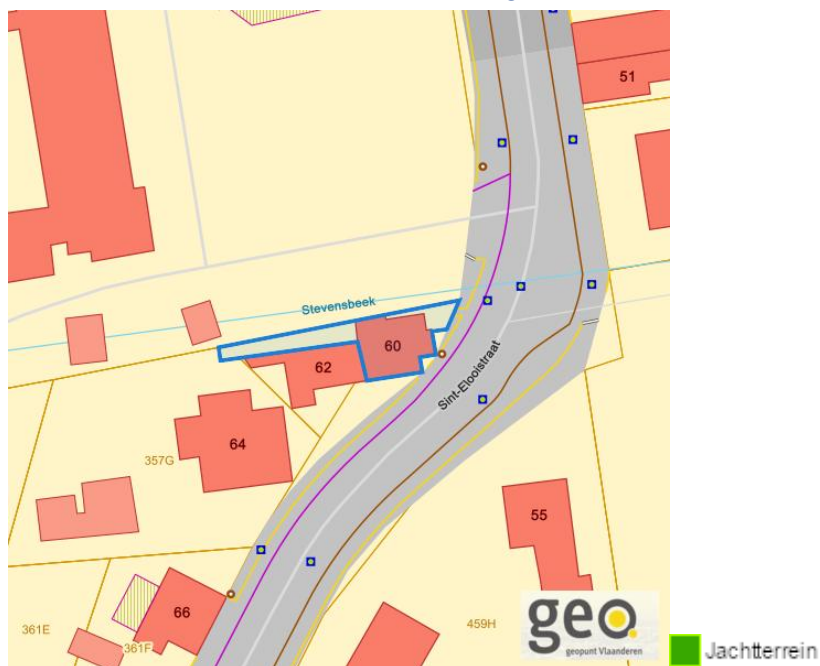 51
Stevensbeek
60
62
Sint-Elooistraat
64
357G
55
66
361E
361F
459H
geo
geopunt Vlaanderen
Jachtterrein